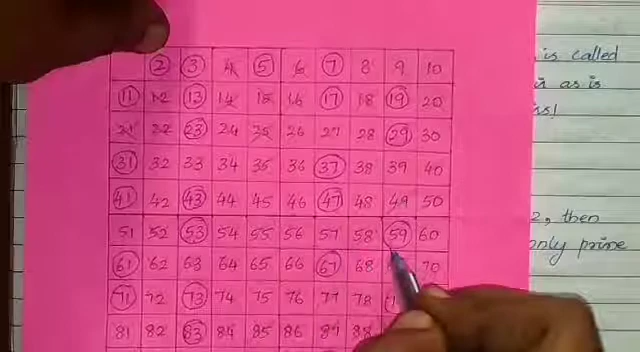 2 3 4 5 6 7 8 9 10
11 12 13 14 15 16 17 18 19 20
21 22 23 24 25 26 27 28 29 30
31 32 33 34 35 36 37 38 39 40
41 42 43 44 45 46 47 48 49 50
51 52 53 54 55 56 57 58 59 60
61 62 63 64 65 66 67 68 70
71 72 73 74 75 76 77 78
81 82 83 84 85 86 87 88
is called
is as is
2, then
only prime